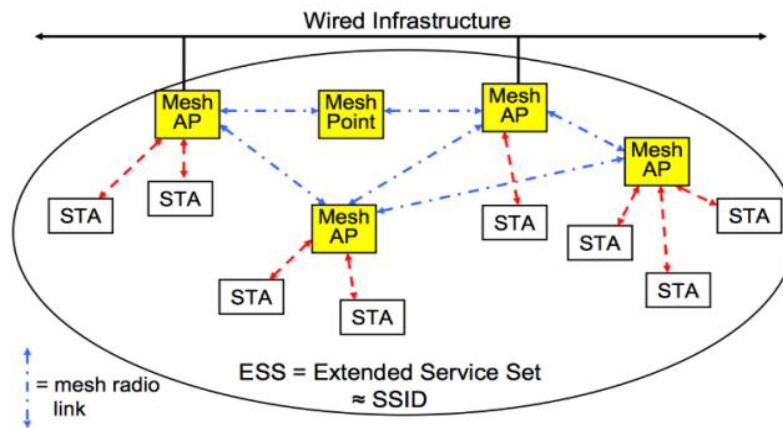 Wired Infrastructure
Mesh
AP
Mesh
Point
Mesh
AP
Mesh
AP
STA
STA
Mesh
AP
STA
STA
STA
STA
STA
STA
ESS = Extended Service Set
≈ SSID
= mesh radio
link